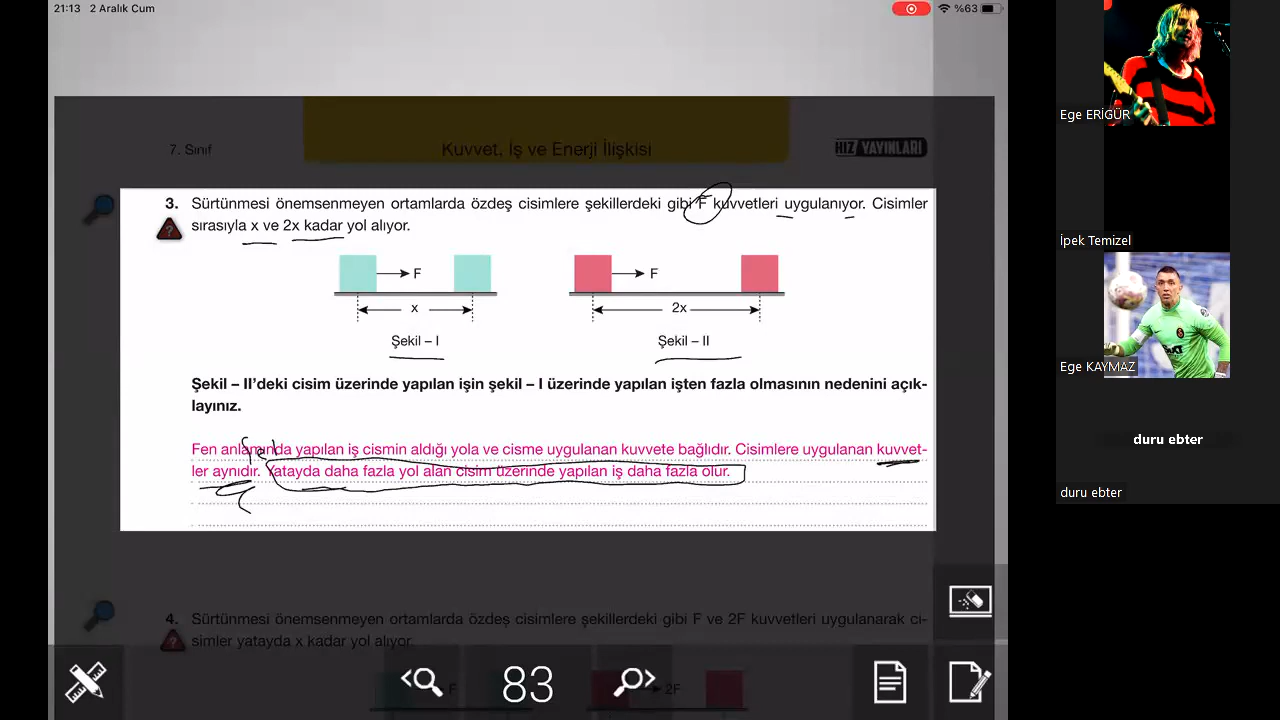 21:13 2 Aralık Cum
%63
7. Sınıf
Kuvvet, İş ve Enerji İlişkisi
HIZ YAYINLARI
3. Sürtünmesi önemsenmeyen ortamlarda özdeş cisimlere şekillerdeki gibi F kuvvetleri uygulanıyor. Cisimler
sırasıyla x ve 2x kadar yol alıyor.
F F
x 2x
Şekil – I Şekil – II
Şekil – II’deki cisim üzerinde yapılan işin şekil – I üzerinde yapılan işten fazla olmasının nedenini açık-
layınız.
Fen anlamında yapılan iş cismin aldığı yola ve cisme uygulanan kuvvete bağlıdır. Cisimlere uygulanan kuvvet-
ler aynıdır. Yatayda daha fazla yol alan cisim üzerinde yapılan iş daha fazla olur.
4. Sürtünmesi önemsenmeyen ortamlarda özdeş cisimlere şekillerdeki gibi F ve 2F kuvvetleri uygulanarak ci-
simler yatayda x kadar yol alıyor.
F 2F
83
Ege ERİGÜR
İpek Temizel
Ege KAYMAZ
duru ebter
duru ebter